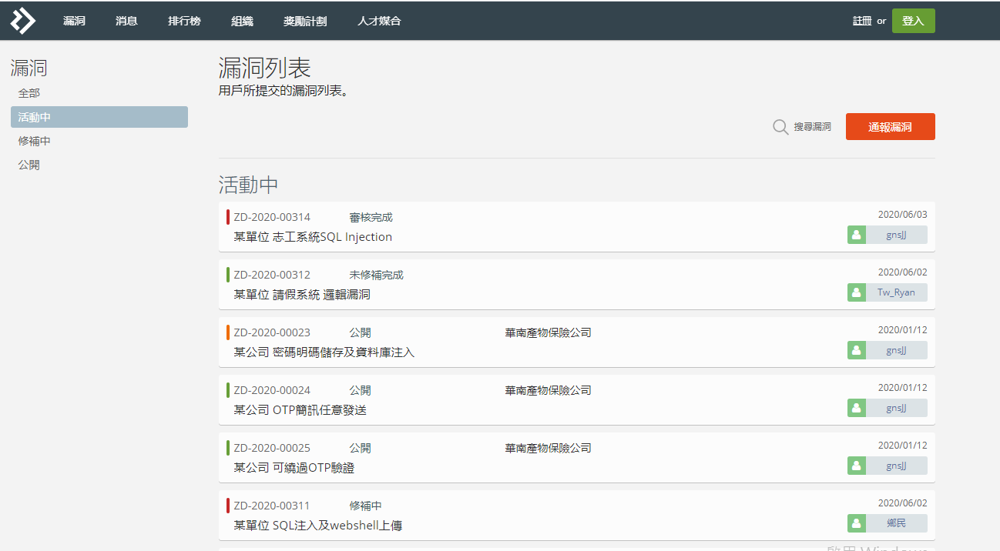 漏洞 消息 排行榜 組織 獎勵計劃 人才媒合 註冊 or 登入
漏洞
全部
活動中
修補中
公開
漏洞列表
用戶所提交的漏洞列表。
搜尋漏洞 通報漏洞
活動中
ZD-2020-00314 審核完成 2020/06/03
某單位 志工系統SQL Injection gnsJJ
ZD-2020-00312 未修補完成 2020/06/02
某單位 請假系統 邏輯漏洞 Tw_Ryan
ZD-2020-00023 公開 華南產物保險公司 2020/01/12
某公司 密碼明碼儲存及資料庫注入 gnsJJ
ZD-2020-00024 公開 華南產物保險公司 2020/01/12
某公司 OTP簡訊任意發送 gnsJJ
ZD-2020-00025 公開 華南產物保險公司 2020/01/12
某公司 可繞過OTP驗證 gnsJJ
ZD-2020-00311 修補中 2020/06/02
某單位 SQL注入及webshell上傳 鄉民
啟用 Windows